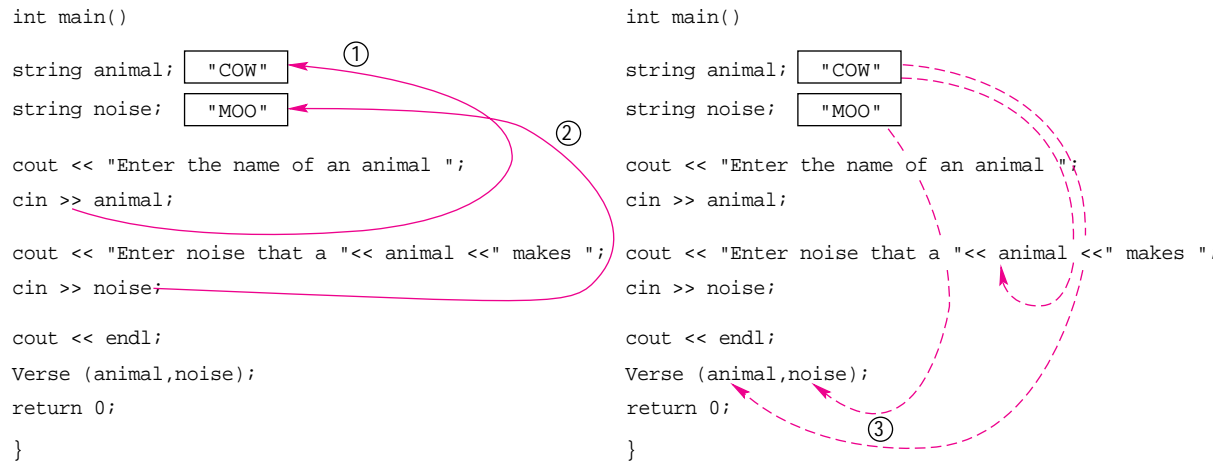 int main()
string animal; "COW" ①
string noise; "MOO" ②
cout << "Enter the name of an animal ";
cin >> animal;
cout << "Enter noise that a "<< animal <<" makes ";
cin >> noise;
cout << endl;
Verse (animal,noise);
return 0;
}
int main()
string animal; "COW"
string noise; "MOO"
cout << "Enter the name of an animal ";
cin >> animal;
cout << "Enter noise that a "<< animal <<" makes ";
cin >> noise;
cout << endl;
Verse (animal,noise);
return 0;
③
}